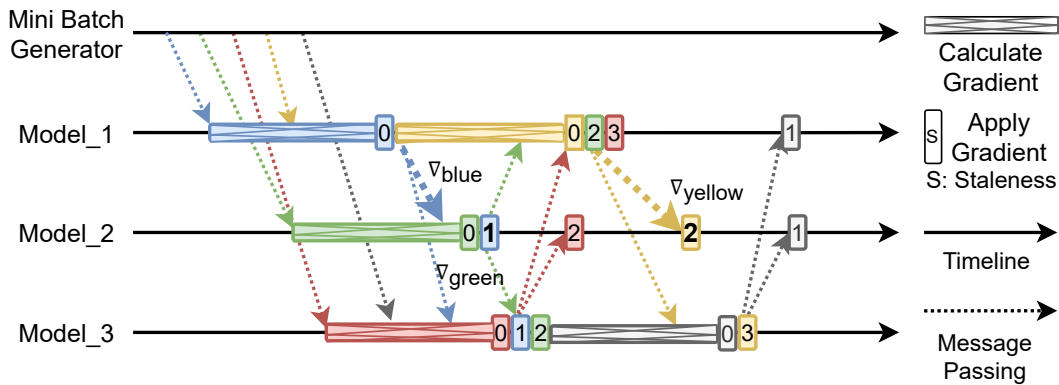 Mini Batch
Generator
Calculate
Gradient
Model_1
0
0
2
3
1
S
Apply
Gradient
S: Staleness
∇blue
∇yellow
Model_2
0
1
2
2
1
Timeline
∇green
Model_3
0
1
2
0
3
Message
Passing